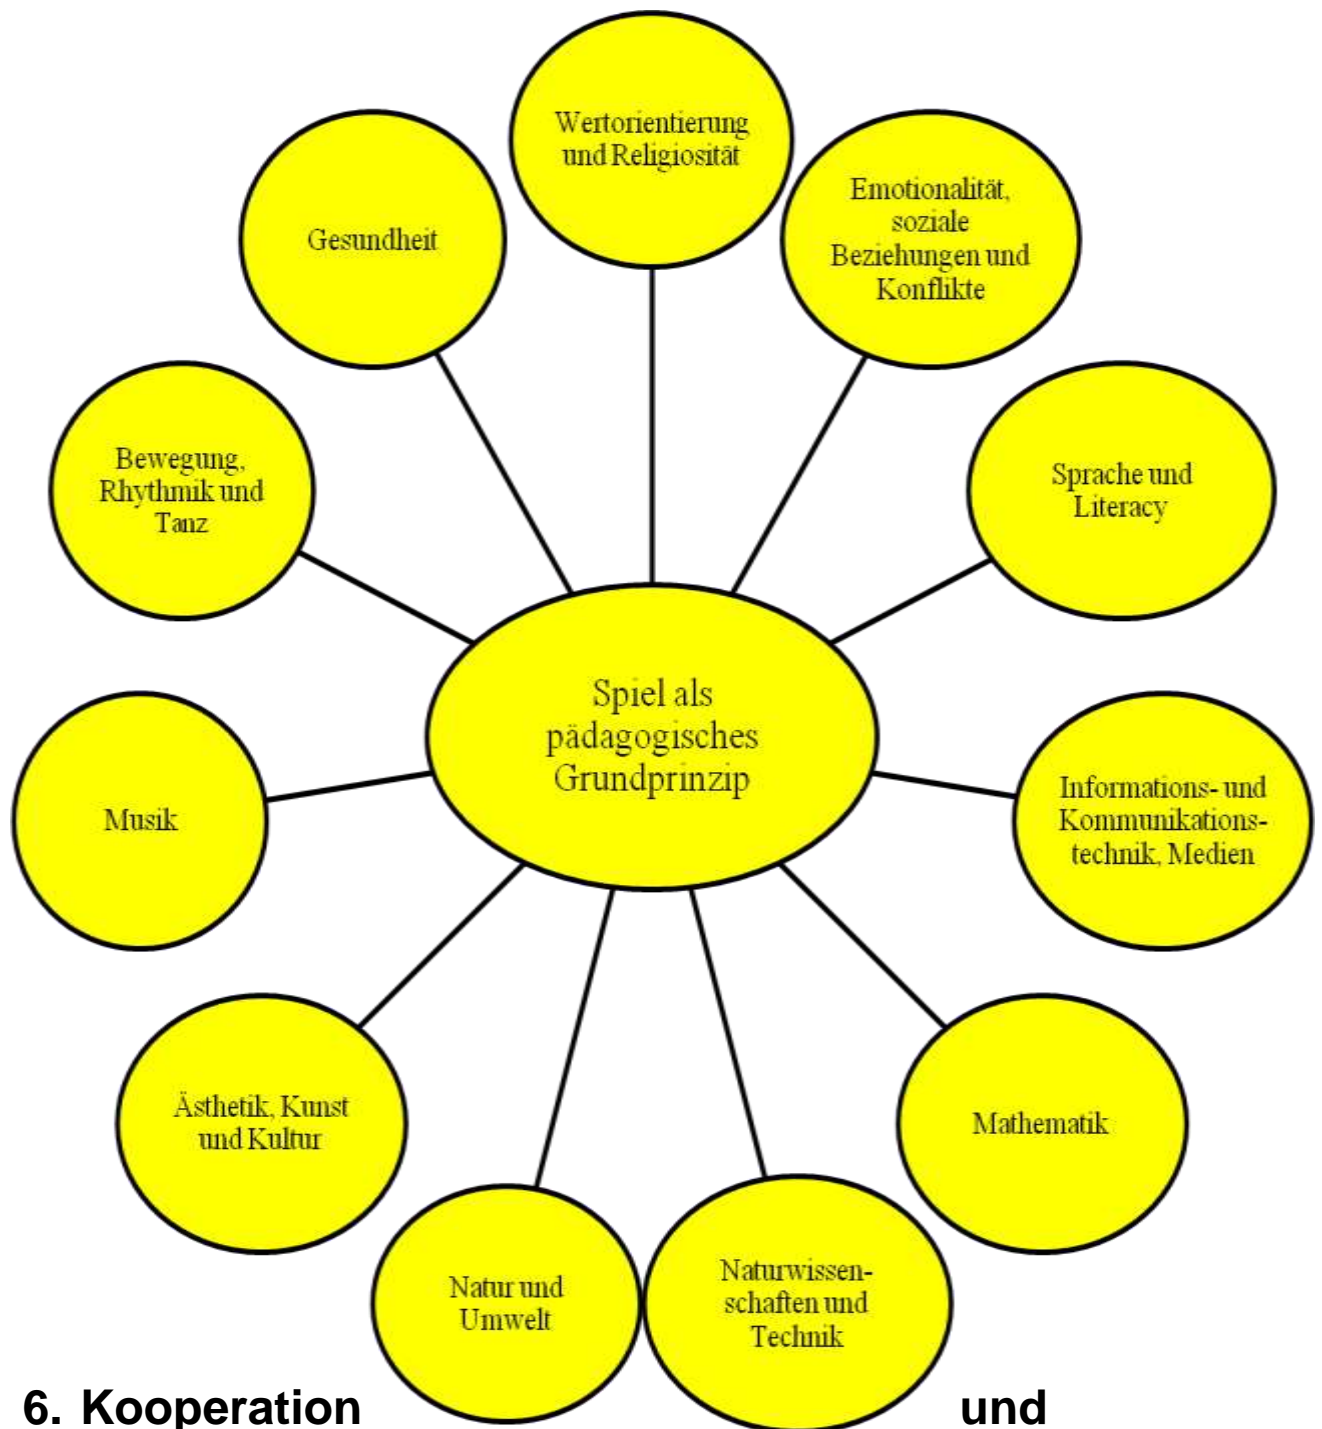 Wertorientierung
und Religiosität
Emotionalität,
soziale
Beziehungen und
Konflikte
Gesundheit
Sprache und
Literacy
Bewegung,
Rhythmik und
Tanz
Spiel als
pädagogisches
Grundprinzip
Informations- und
Kommunikations-
technik, Medien
Musik
Mathematik
Ästhetik, Kunst
und Kultur
Naturwissen-
schaften und
Technik
Natur und
Umwelt
6. Kooperation und